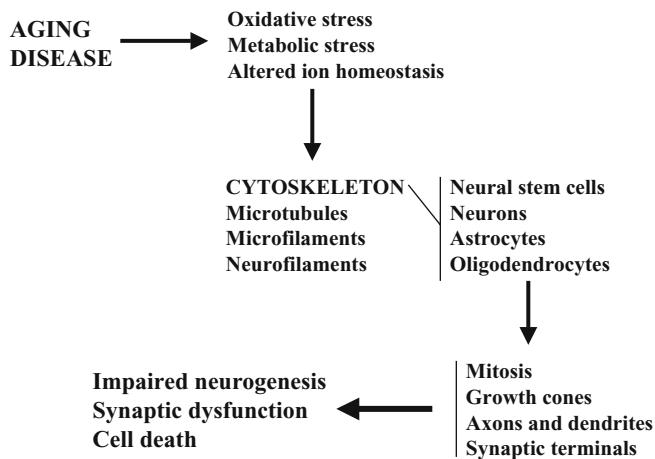 AGING
DISEASE
Oxidative stress
Metabolic stress
Altered ion homeostasis
CYTOSKELETON
Microtubules
Microfilaments
Neurofilaments
Neural stem cells
Neurons
Astrocytes
Oligodendrocytes
Mitosis
Growth cones
Axons and dendrites
Synaptic terminals
Impaired neurogenesis
Synaptic dysfunction
Cell death